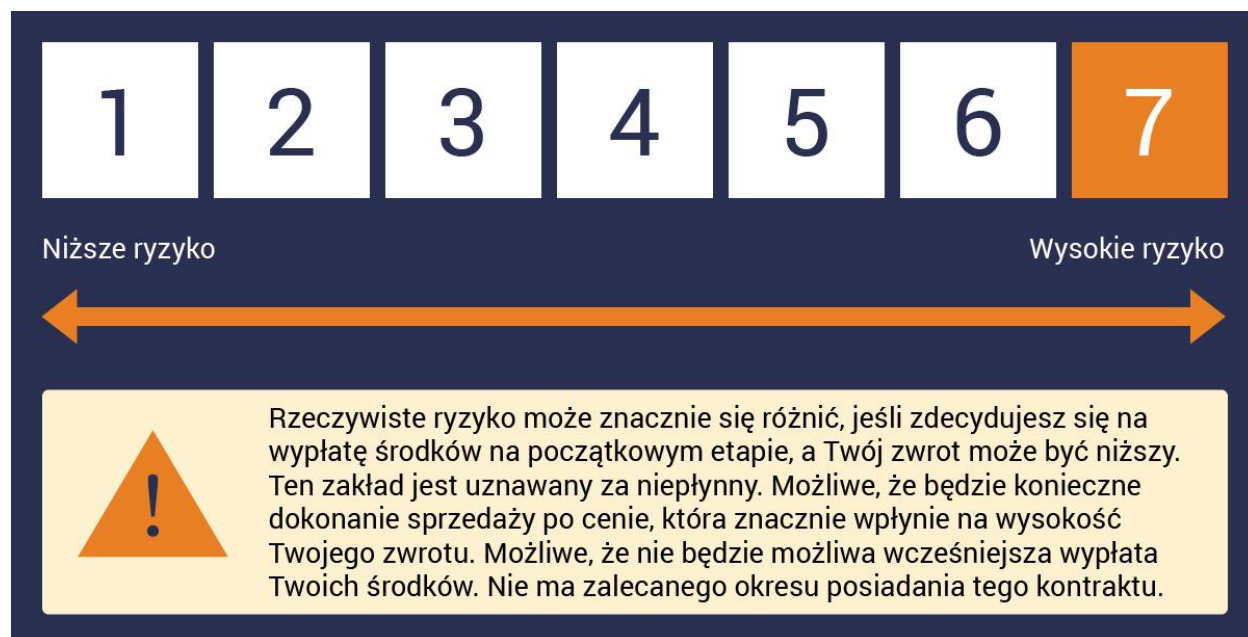 1 2 3 4 5 6 7
Niższe ryzyko Wysokie ryzyko
!
Rzeczywiste ryzyko może znacznie się różnić, jeśli zdecydujesz się na
wypłatę środków na początkowym etapie, a Twój zwrot może być niższy.
Ten zakład jest uznawany za niepłynny. Możliwe, że będzie konieczne
dokonanie sprzedaży po cenie, która znacznie wpłynie na wysokość
Twojego zwrotu. Możliwe, że nie będzie możliwa wcześniejsza wypłata
Twoich środków. Nie ma zalecanego okresu posiadania tego kontraktu.